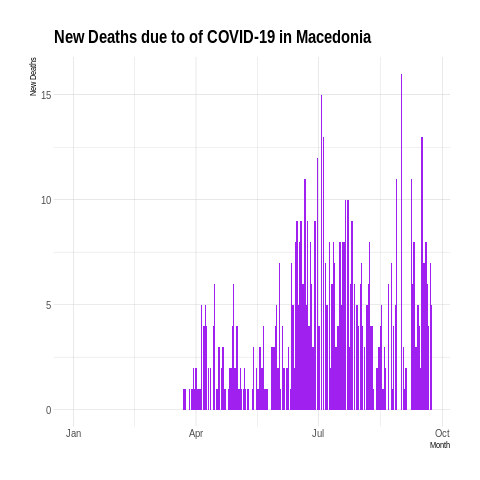 New Deaths due to of COVID-19 in Macedonia
New Deaths
15
10
5
0
Jan Apr Jul Oct
Month